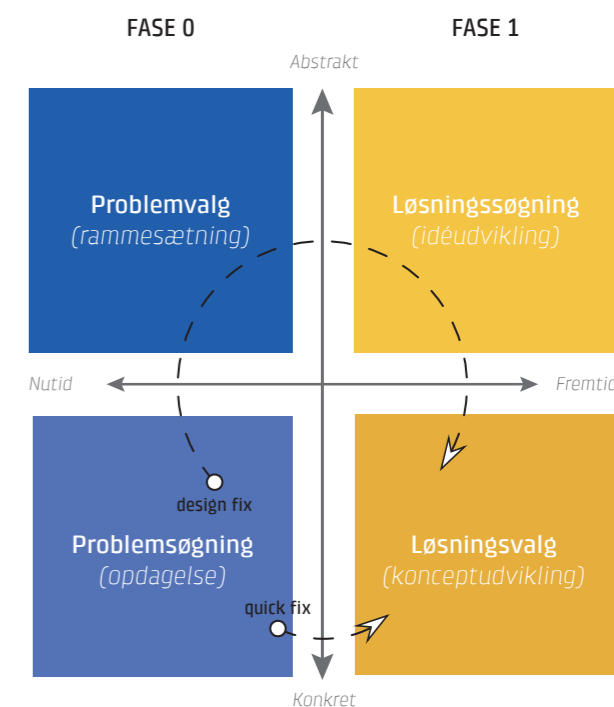 FASE 0
FASE 1
Abstrakt
Problemvalg
(rammesætning)
Løsningssøgning
(idéudvikling)
Nutid
Fremtid
design fix
Problemsøgning
(opdagelse)
Løsningsvalg
(konceptudvikling)
quick fix
Konkret